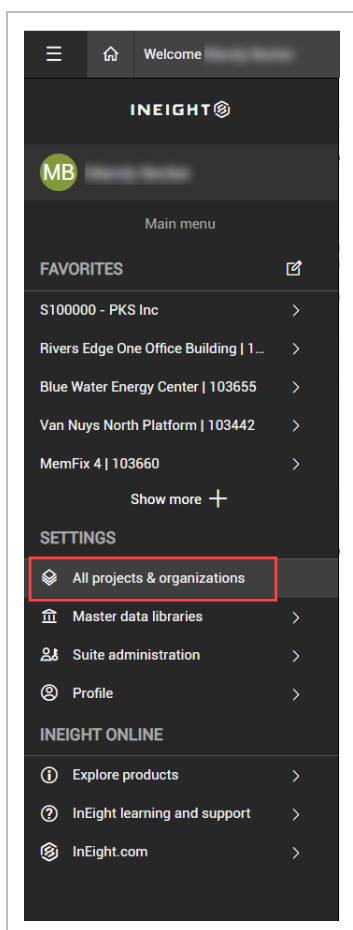 Welcome
INEIGHT
MB
Main menu
FAVORITES
S100000 - PKS Inc
Rivers Edge One Office Building | 1...
Blue Water Energy Center | 103655
Van Nuys North Platform | 103442
MemFix 4 | 103660
Show more
SETTINGS
All projects & organizations
Master data libraries
Suite administration
Profile
INEIGHT ONLINE
Explore products
InEight learning and support
InEight.com